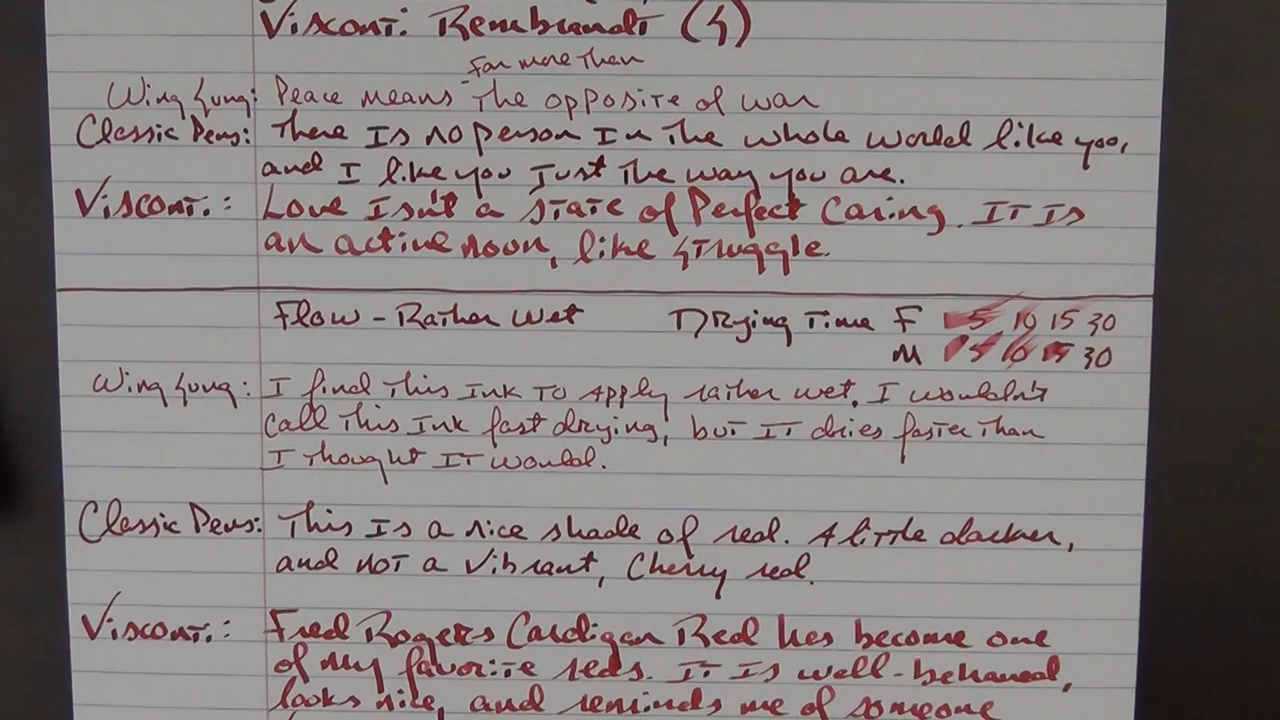 Visconti: Rembrandt (S)
far more than
Wing Sung: Peace means the opposite of war
Classic Pens: There Is no person In the whole world like you,
and I like you Just the way you are.
Visconti: Love Isn't a state of Perfect Caring. It Is
an active noun, like struggle.
Flow - Rather Wet Drying Time F 1 5 10 15 30
M 1 5 10 15 30
Wing Sung: I find this Ink To Apply rather wet. I wouldn't
call this Ink fast drying, but It dries faster than
I thought It would.
Classic Pens: This Is a nice shade of red. A little darker,
and not a vibrant, Cherry red.
Visconti: Fred Rogers Cardigan Red has become one
of my favorite reds. It Is well-behaved,
looks nice, and reminds me of someone